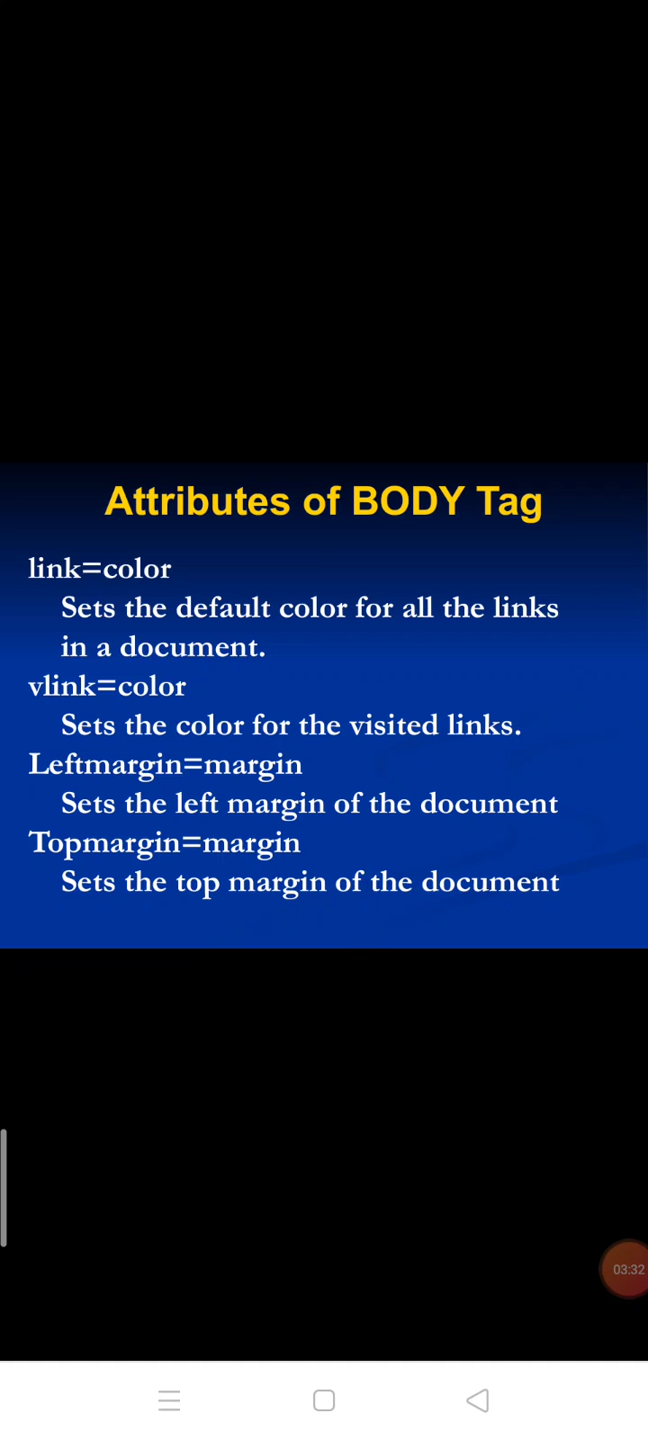 Attributes of BODY Tag
link=color
Sets the default color for all the links
in a document.
vlink=color
Sets the color for the visited links.
Leftmargin=margin
Sets the left margin of the document
Topmargin=margin
Sets the top margin of the document
03:32